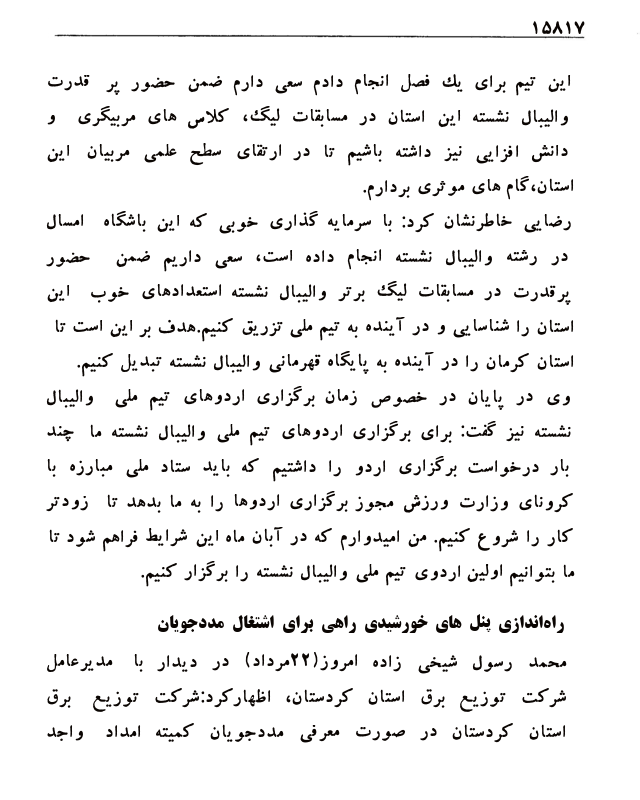 ۱۵۸۱۷
این تیم برای یك فصل انجام دادم سعی دارم ضمن حضور پر قدرت
والیبال نشسته این استان در مسابقات لیگ، کلاس های مربیگری و
دانش افزایی نیز داشته باشیم تا در ارتقای سطح علمی مربیان این
استان،گام های موثری بردارم.
رضایی خاطرنشان کرد: با سرمایه گذاری خوبی که این باشگاه امسال
در رشته والیبال نشسته انجام داده است، سعی داریم ضمن حضور
پرقدرت در مسابقات لیگ برتر والیبال نشسته استعدادهای خوب این
استان را شناسایی و در آینده به تیم ملی تزریق کنیم.هدف بر این است تا
استان کرمان را در آینده به پایگاه قهرمانی والیبال نشسته تبدیل کنیم.
وی در پایان در خصوص زمان برگزاری اردوهای تیم ملی والیبال
نشسته نیز گفت: برای برگزاری اردوهای تیم ملی والیبال نشسته ما چند
بار درخواست برگزاری اردو را داشتیم که باید ستاد ملی مبارزه با
کرونای وزارت ورزش مجوز برگزاری اردوها را به ما بدهد تا زودتر
کار را شروع کنیم. من امیدوارم که در آبان ماه این شرایط فراهم شود تا
ما بتوانیم اولین اردوی تیم ملی والیبال نشسته را برگزار کنیم.
راه‌اندازی پنل های خورشیدی راهی برای اشتغال مددجویان
محمد رسول شیخی زاده امروز(۲۲مرداد) در دیدار با مدیرعامل
شرکت توزیع برق استان کردستان، اظهارکرد:شرکت توزیع برق
استان کردستان در صورت معرفی مددجویان کمیته امداد واجد